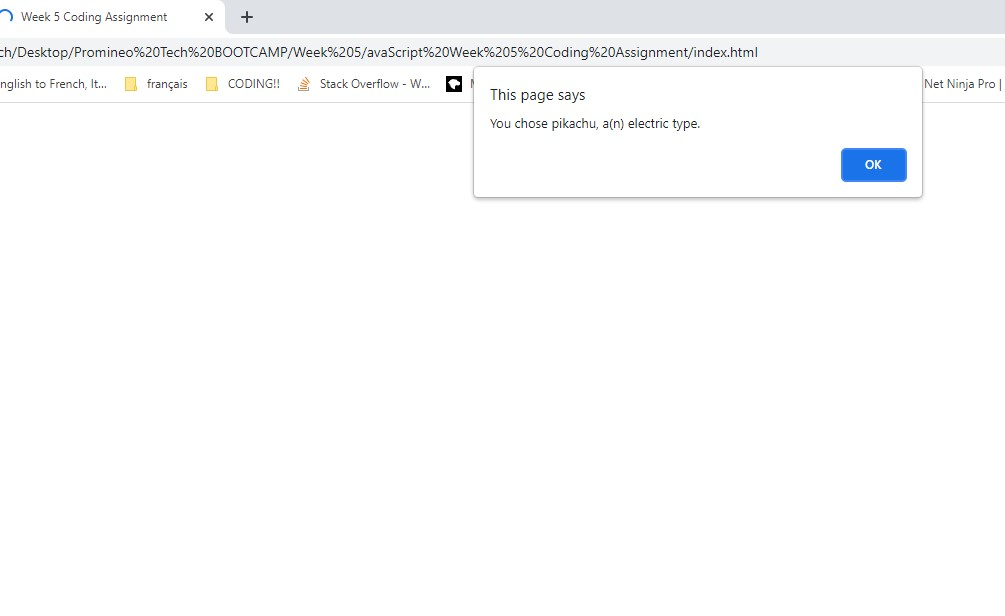 Week 5 Coding Assignment
ch/Desktop/Promineo%20Tech%20BOOTCAMP/Week%205/avaScript%20Week%205%20Coding%20Assignment/index.html
nglish to French, It... français CODING!! Stack Overflow - W... Net Ninja Pro |
This page says
You chose pikachu, a(n) electric type.
OK